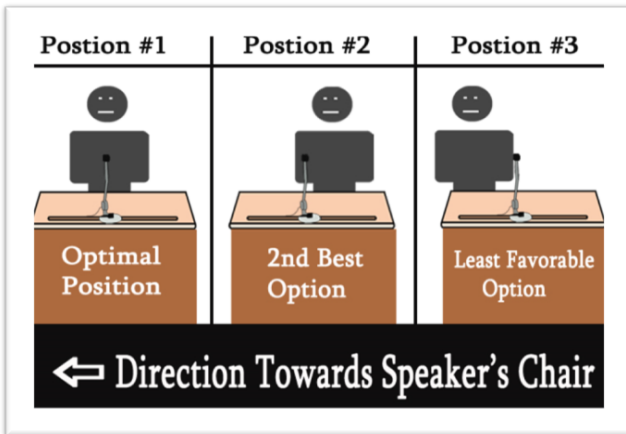 Postion #1
Postion #2
Postion #3
Optimal
Position
2nd Best
Option
Least Favorable
Option
Direction Towards Speaker's Chair